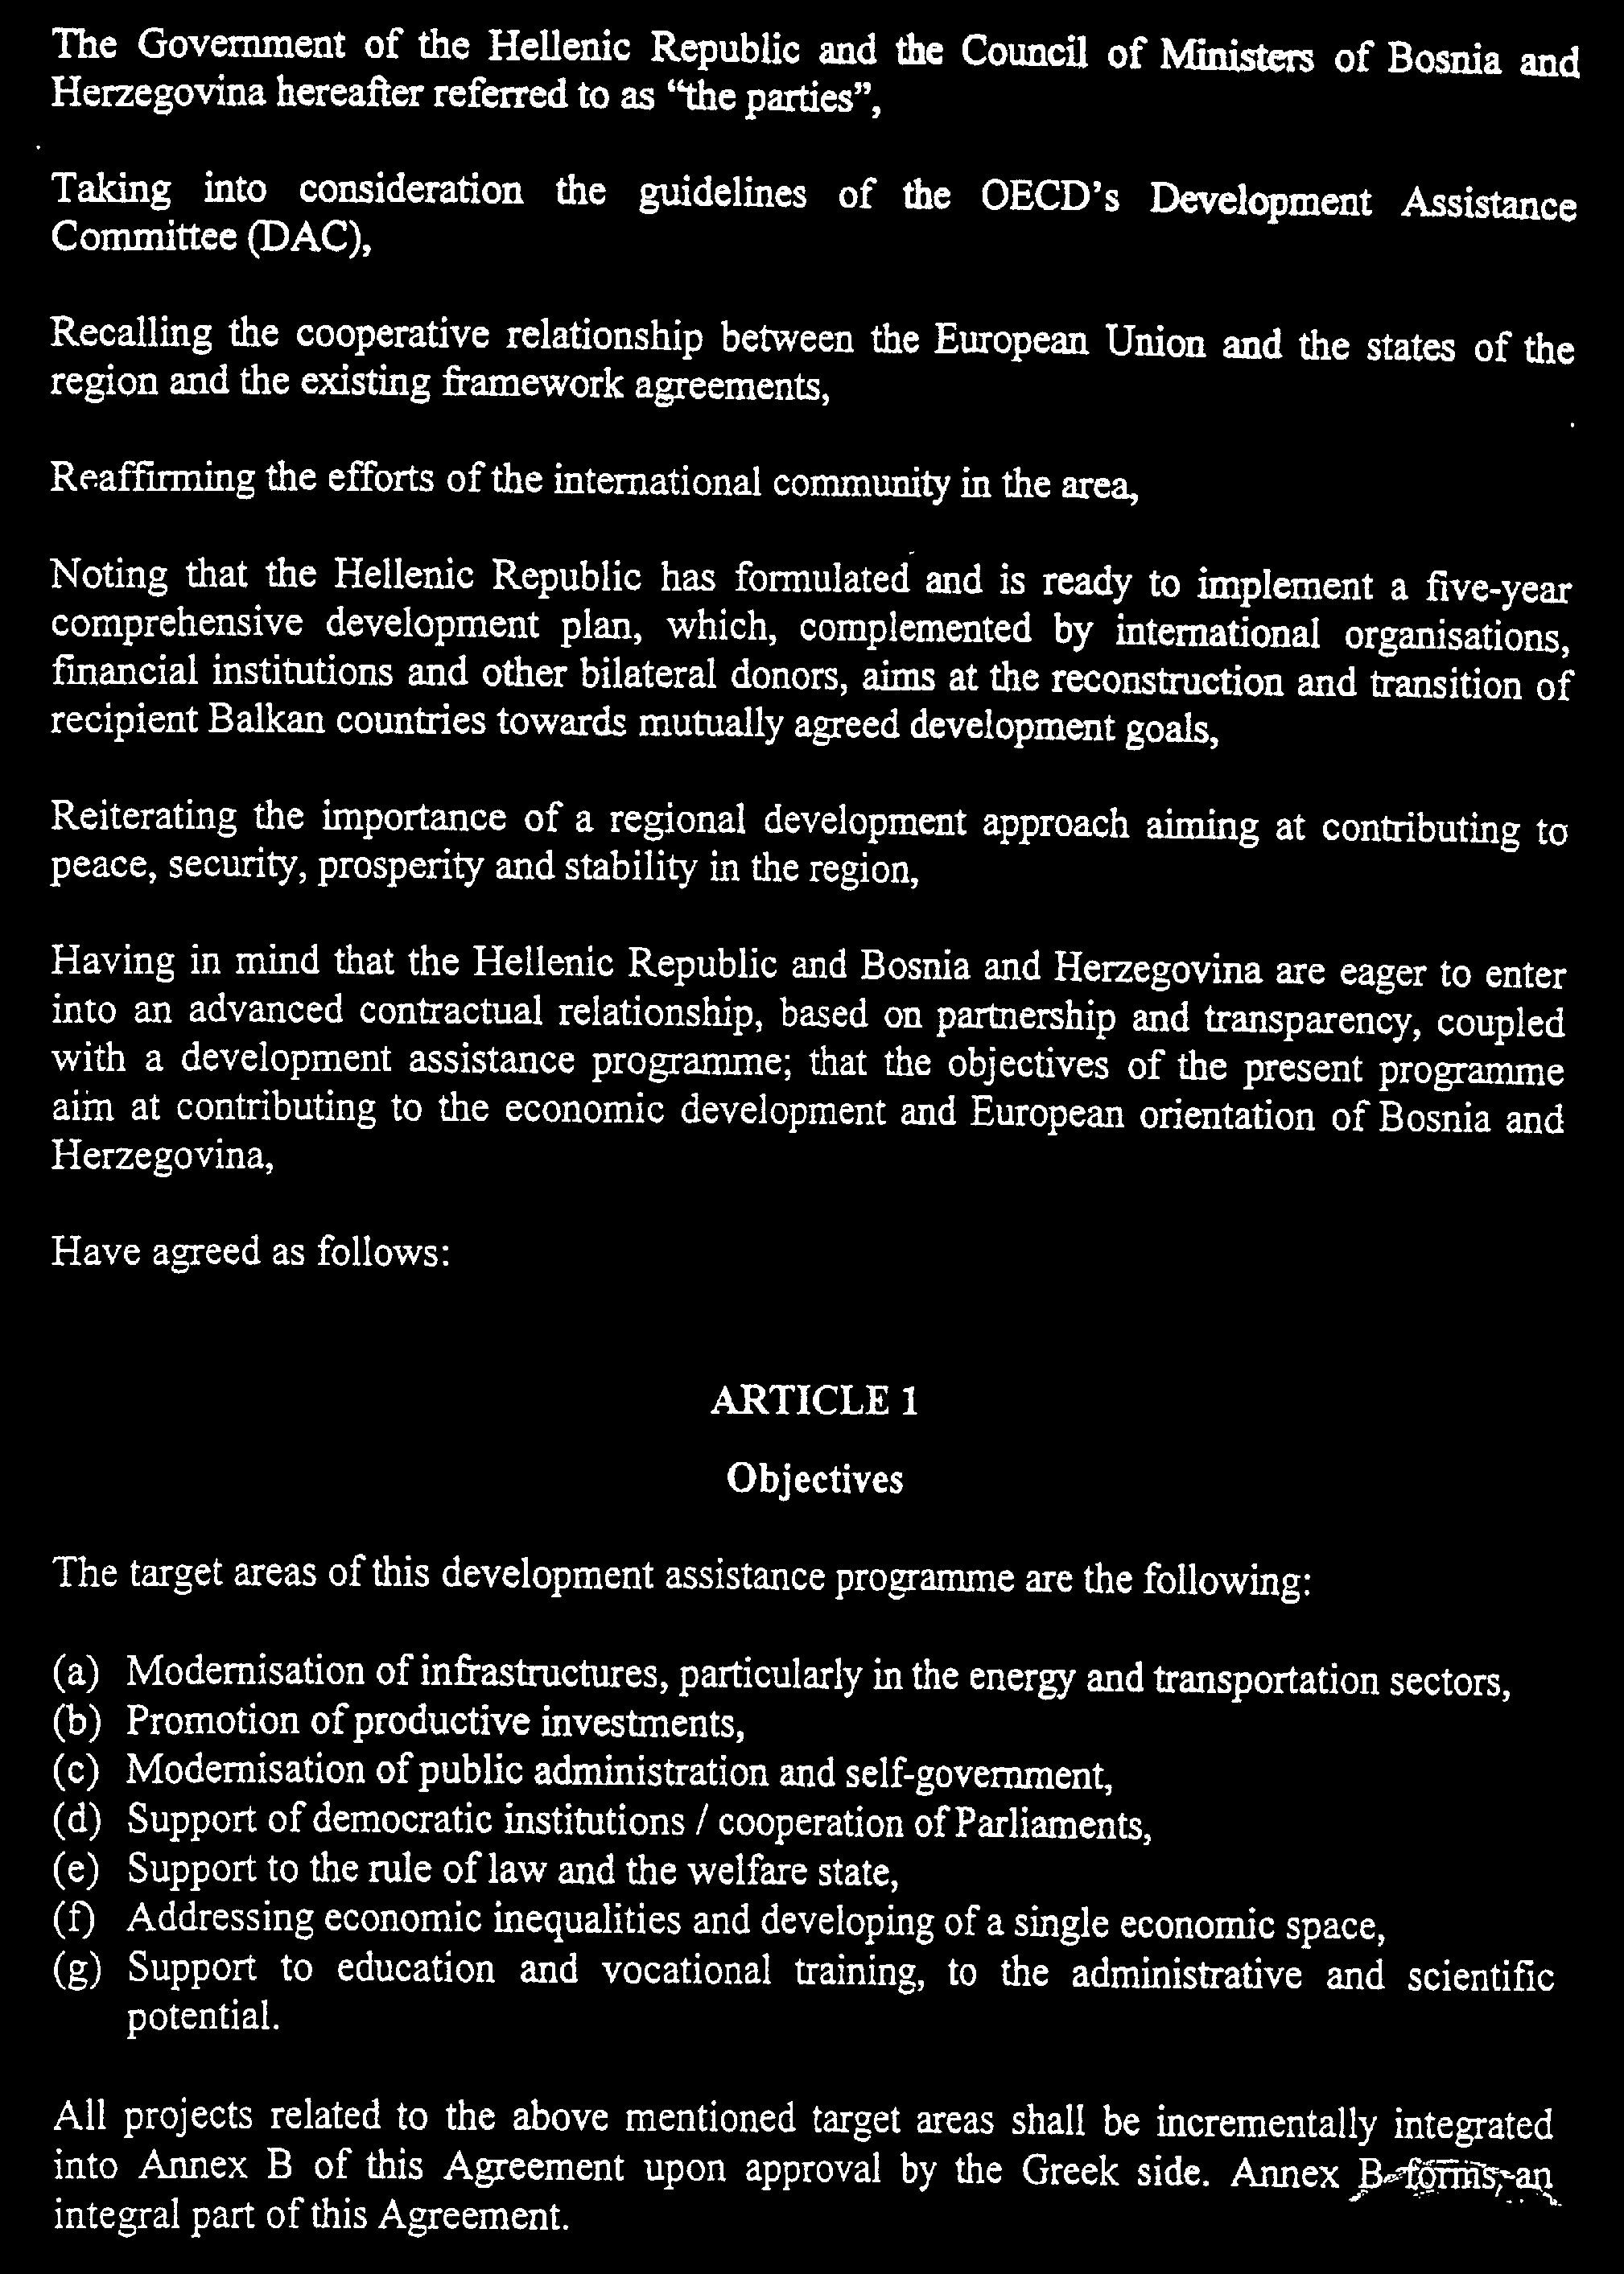 The Government of the Hellenic Republic and the Council of Ministers of Bosnia and
Herzegovina hereafter referred to as “the parties”,
Taking into consideration the guidelines of the OECD's Development Assistance
Committee (DAC),
Recalling the cooperative relationship between the European Union and the states of the
region and the existing framework agreements,
Reaffirming the efforts of the international community in the area,
Noting that the Hellenic Republic has formulated and is ready to implement a five-year
comprehensive development plan, which, complemented by international organisations,
financial institutions and other bilateral donors, aims at the reconstruction and transition of
recipient Balkan countries towards mutually agreed development goals,
Reiterating the importance of a regional development approach aiming at contributing to
peace, security, prosperity and stability in the region,
Having in mind that the Hellenic Republic and Bosnia and Herzegovina are eager to enter
into an advanced contractual relationship, based on partnership and transparency, coupled
with a development assistance programme; that the objectives of the present programme
aim at contributing to the economic development and European orientation of Bosnia and
Herzegovina,
Have agreed as follows:
ARTICLE 1
Objectives
The target areas of this development assistance programme are the following:
(a) Modernisation of infrastructures, particularly in the energy and transportation sectors,
(b) Promotion of productive investments,
(c) Modernisation of public administration and self-government,
(d) Support of democratic institutions / cooperation of Parliaments,
(e) Support to the rule of law and the welfare state,
(f) Addressing economic inequalities and developing of a single economic space,
(g) Support to education and vocational training, to the administrative and scientific
potential.
All projects related to the above mentioned target areas shall be incrementally integrated
into Annex B of this Agreement upon approval by the Greek side. Annex B forms an
integral part of this Agreement.